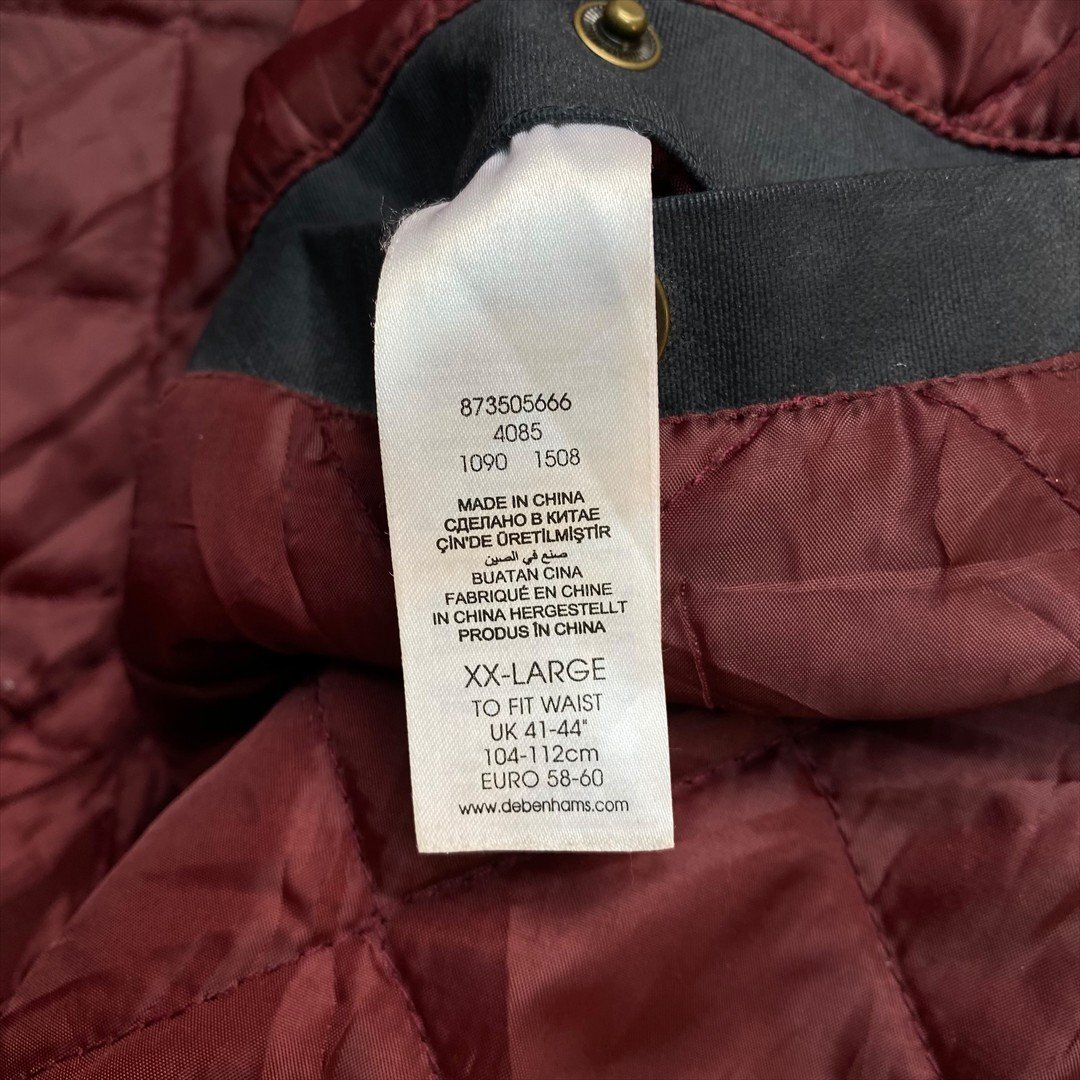 873505666
4085
1090 1508
MADE IN CHINA
СДЕЛАНО В КИТАЕ
ÇİN'DE ÜRETİLMİŞTİR
صنع في الصين
BUATAN CINA
FABRIQUÉ EN CHINE
IN CHINA HERGESTELLT
PRODUS ÎN CHINA
XX-LARGE
TO FIT WAIST
UK 41-44"
104-112cm
EURO 58-60
www.debenhams.com